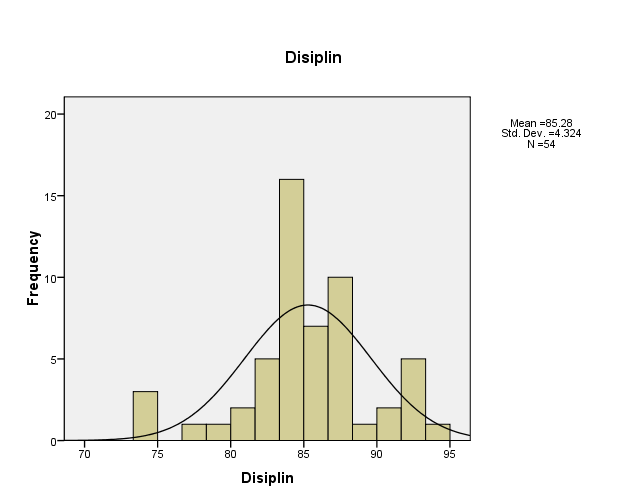 Disiplin
Mean =85.28
Std. Dev. =4.324
N =54
Frequency
20
15
10
5
0
70 75 80 85 90 95
Disiplin